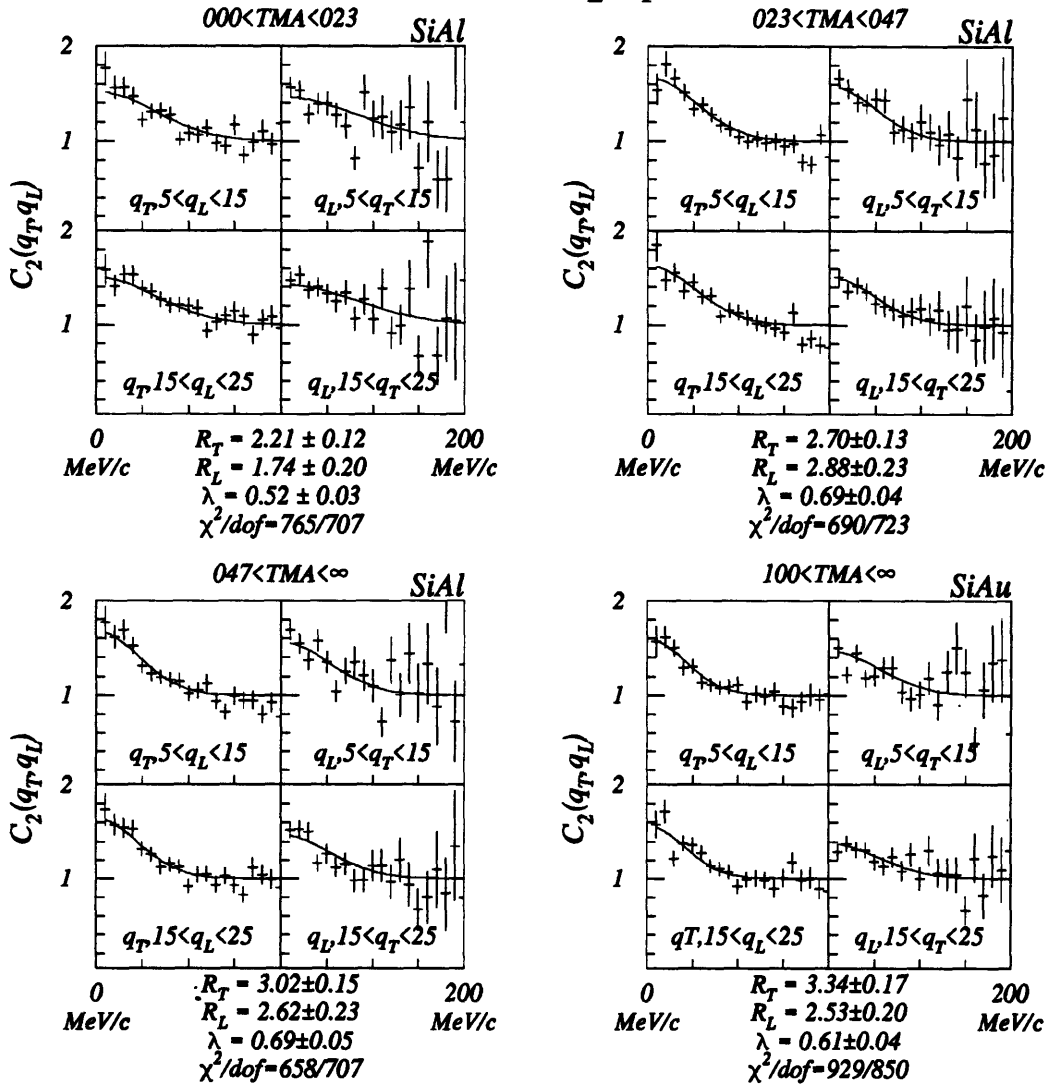 000<TMA<023 SiAl
2
1
C₂(q_T,q_L)
q_T,5<q_L<15 q_L,5<q_T<15
2
1
q_T,15<q_L<25 q_L,15<q_T<25
0 200
MeV/c MeV/c
R_T = 2.21 ± 0.12
R_L = 1.74 ± 0.20
λ = 0.52 ± 0.03
χ²/dof=765/707
023<TMA<047 SiAl
2
1
C₂(q_T,q_L)
q_T,5<q_L<15 q_L,5<q_T<15
2
1
q_T,15<q_L<25 q_L,15<q_T<25
0 200
MeV/c MeV/c
R_T = 2.70±0.13
R_L = 2.88±0.23
λ = 0.69±0.04
χ²/dof=690/723
047<TMA<∞ SiAl
2
1
C₂(q_T,q_L)
q_T,5<q_L<15 q_L,5<q_T<15
2
1
q_T,15<q_L<25 q_L,15<q_T<25
0 200
MeV/c MeV/c
R_T = 3.02±0.15
R_L = 2.62±0.23
λ = 0.69±0.05
χ²/dof=658/707
100<TMA<∞ SiAu
2
1
C₂(q_T,q_L)
q_T,5<q_L<15 q_L,5<q_T<15
2
1
qT,15<q_L<25 q_L,15<q_T<25
0 200
MeV/c MeV/c
R_T = 3.34±0.17
R_L = 2.53±0.20
λ = 0.61±0.04
χ²/dof=929/850